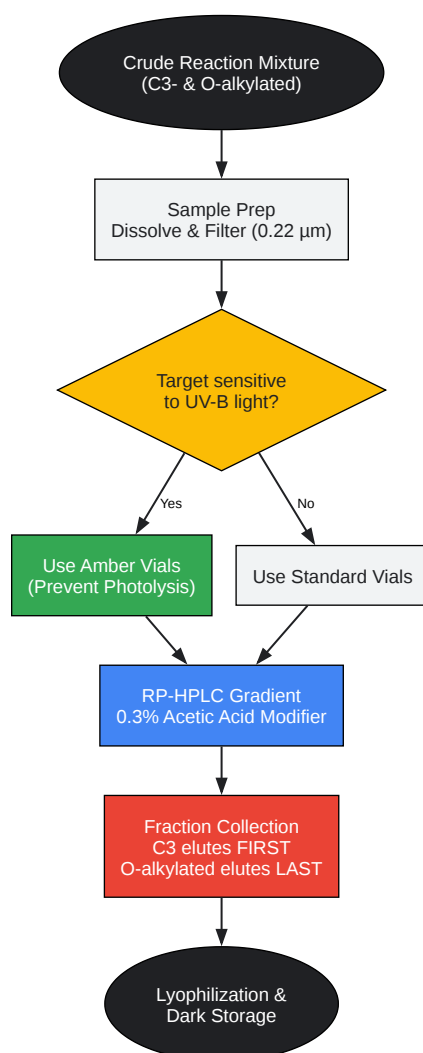 Crude Reaction Mixture
(C3- & O-alkylated)
Sample Prep
Dissolve & Filter (0.22 µm)
Target sensitive
to UV-B light?
Yes
No
Use Amber Vials
(Prevent Photolysis)
Use Standard Vials
RP-HPLC Gradient
0.3% Acetic Acid Modifier
Fraction Collection
C3 elutes FIRST
O-alkylated elutes LAST
Lyophilization &
Dark Storage